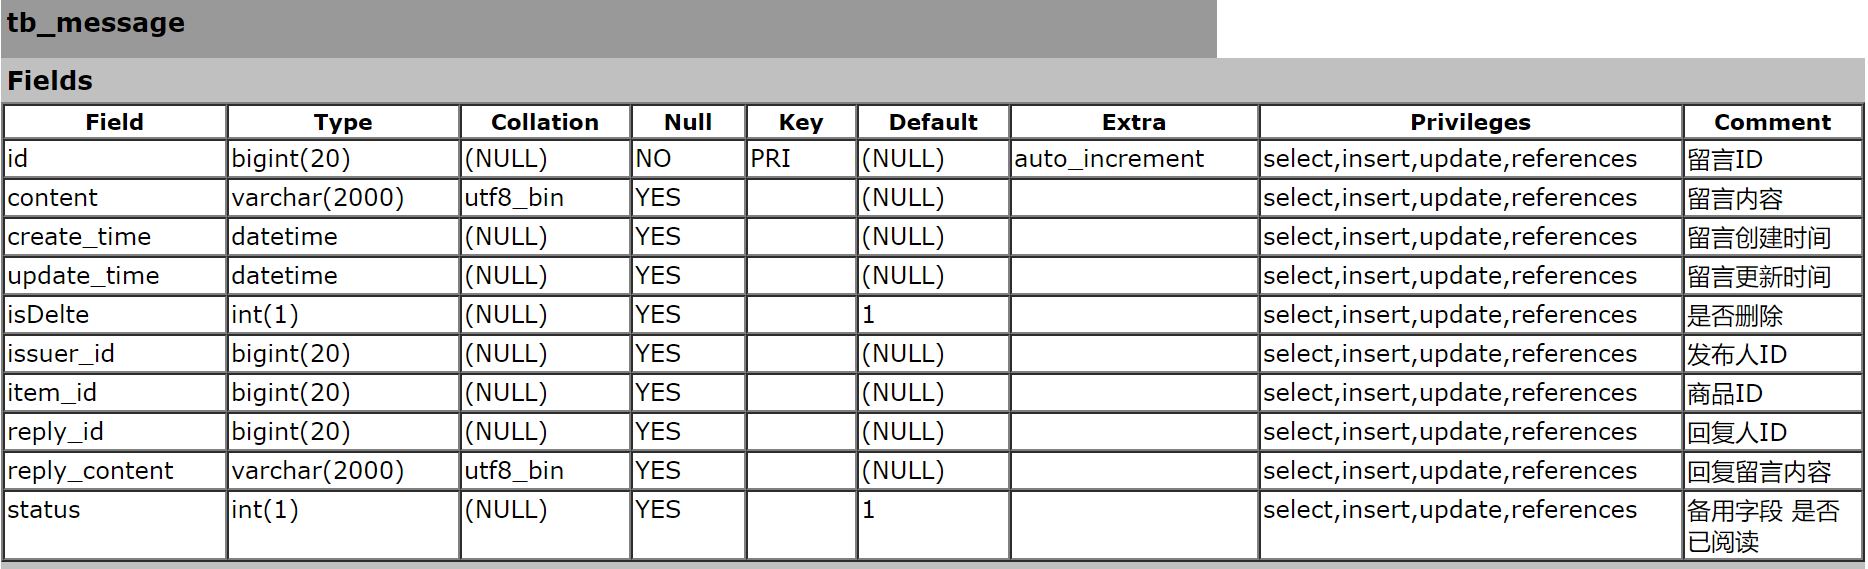 tb_message
Fields
Field Type Collation Null Key Default Extra Privileges Comment
id bigint(20) (NULL) NO PRI (NULL) auto_increment select,insert,update,references 留言ID
content varchar(2000) utf8_bin YES (NULL) select,insert,update,references 留言内容
create_time datetime (NULL) YES (NULL) select,insert,update,references 留言创建时间
update_time datetime (NULL) YES (NULL) select,insert,update,references 留言更新时间
isDelte int(1) (NULL) YES 1 select,insert,update,references 是否删除
issuer_id bigint(20) (NULL) YES (NULL) select,insert,update,references 发布人ID
item_id bigint(20) (NULL) YES (NULL) select,insert,update,references 商品ID
reply_id bigint(20) (NULL) YES (NULL) select,insert,update,references 回复人ID
reply_content varchar(2000) utf8_bin YES (NULL) select,insert,update,references 回复留言内容
status int(1) (NULL) YES 1 select,insert,update,references 备用字段 是否
已阅读